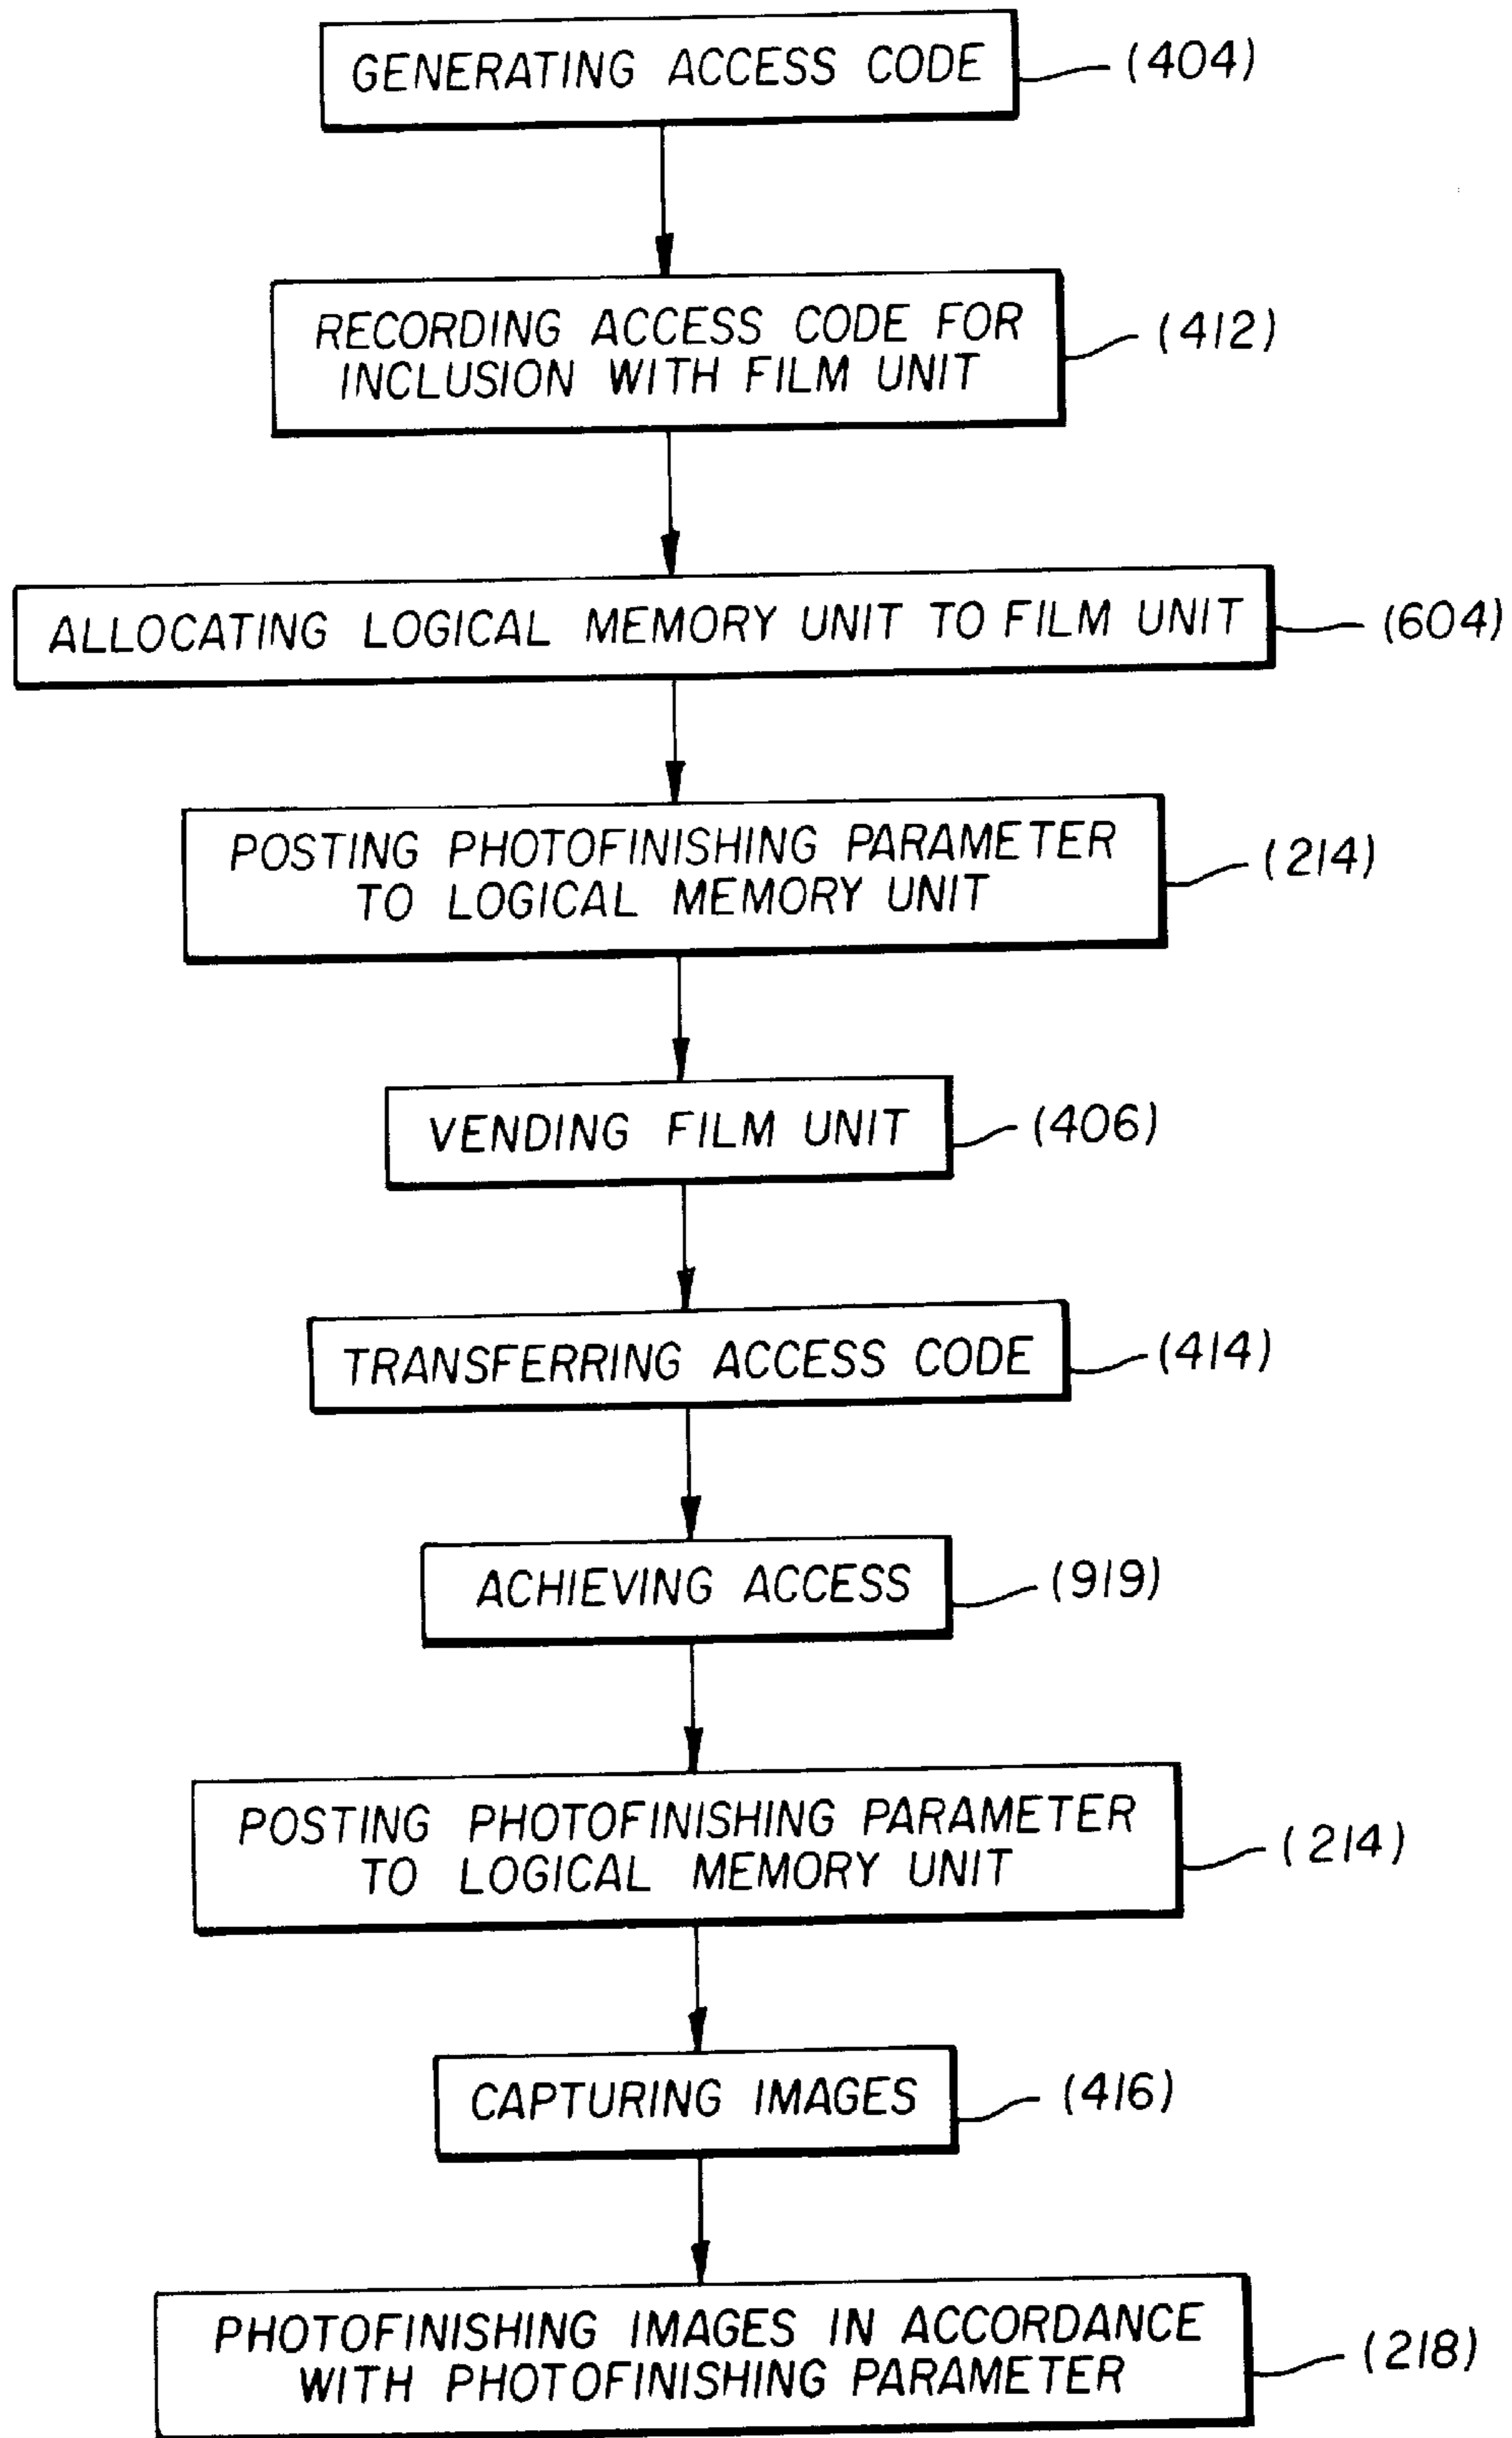 GENERATING ACCESS CODE (404)
RECORDING ACCESS CODE FOR
INCLUSION WITH FILM UNIT
(412)
ALLOCATING LOGICAL MEMORY UNIT TO FILM UNIT (604)
POSTING PHOTOFINISHING PARAMETER
TO LOGICAL MEMORY UNIT
(214)
VENDING FILM UNIT (406)
TRANSFERRING ACCESS CODE (414)
ACHIEVING ACCESS (919)
POSTING PHOTOFINISHING PARAMETER
TO LOGICAL MEMORY UNIT
(214)
CAPTURING IMAGES (416)
PHOTOFINISHING IMAGES IN ACCORDANCE
WITH PHOTOFINISHING PARAMETER
(218)